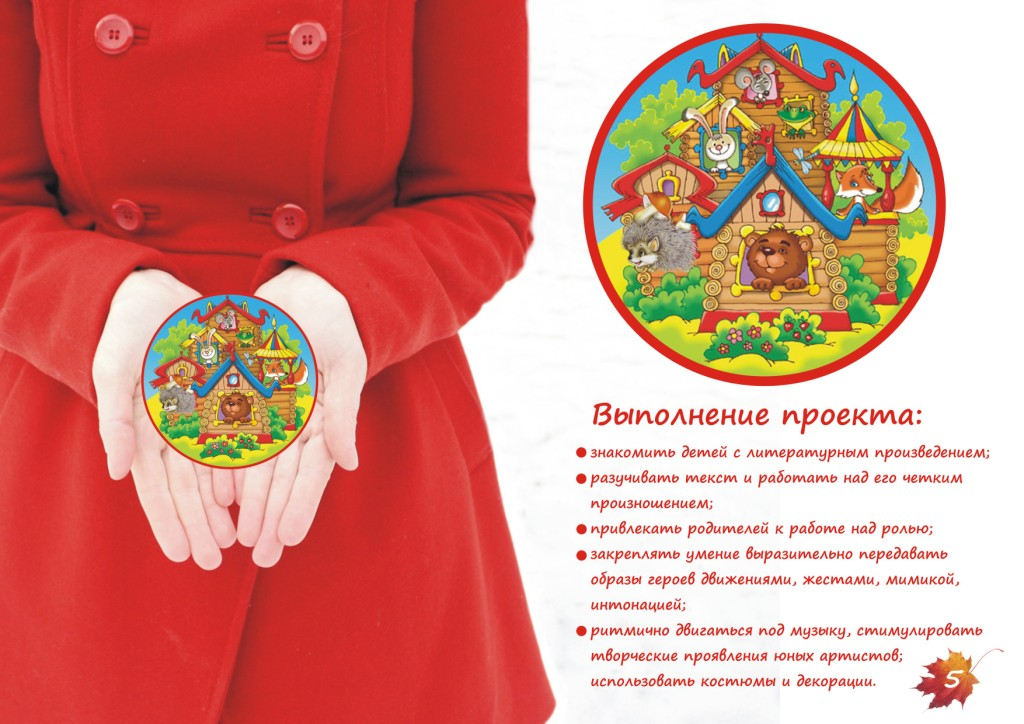 Выполнение проекта:
знакомить детей с литературным произведением;
разучивать текст и работать над его четким
произношением;
привлекать родителей к работе над ролью;
закреплять умение выразительно передавать
образы героев движениями, жестами, мимикой,
интонацией;
ритмично двигаться под музыку, стимулировать
творческие проявления юных артистов;
использовать костюмы и декорации.
5